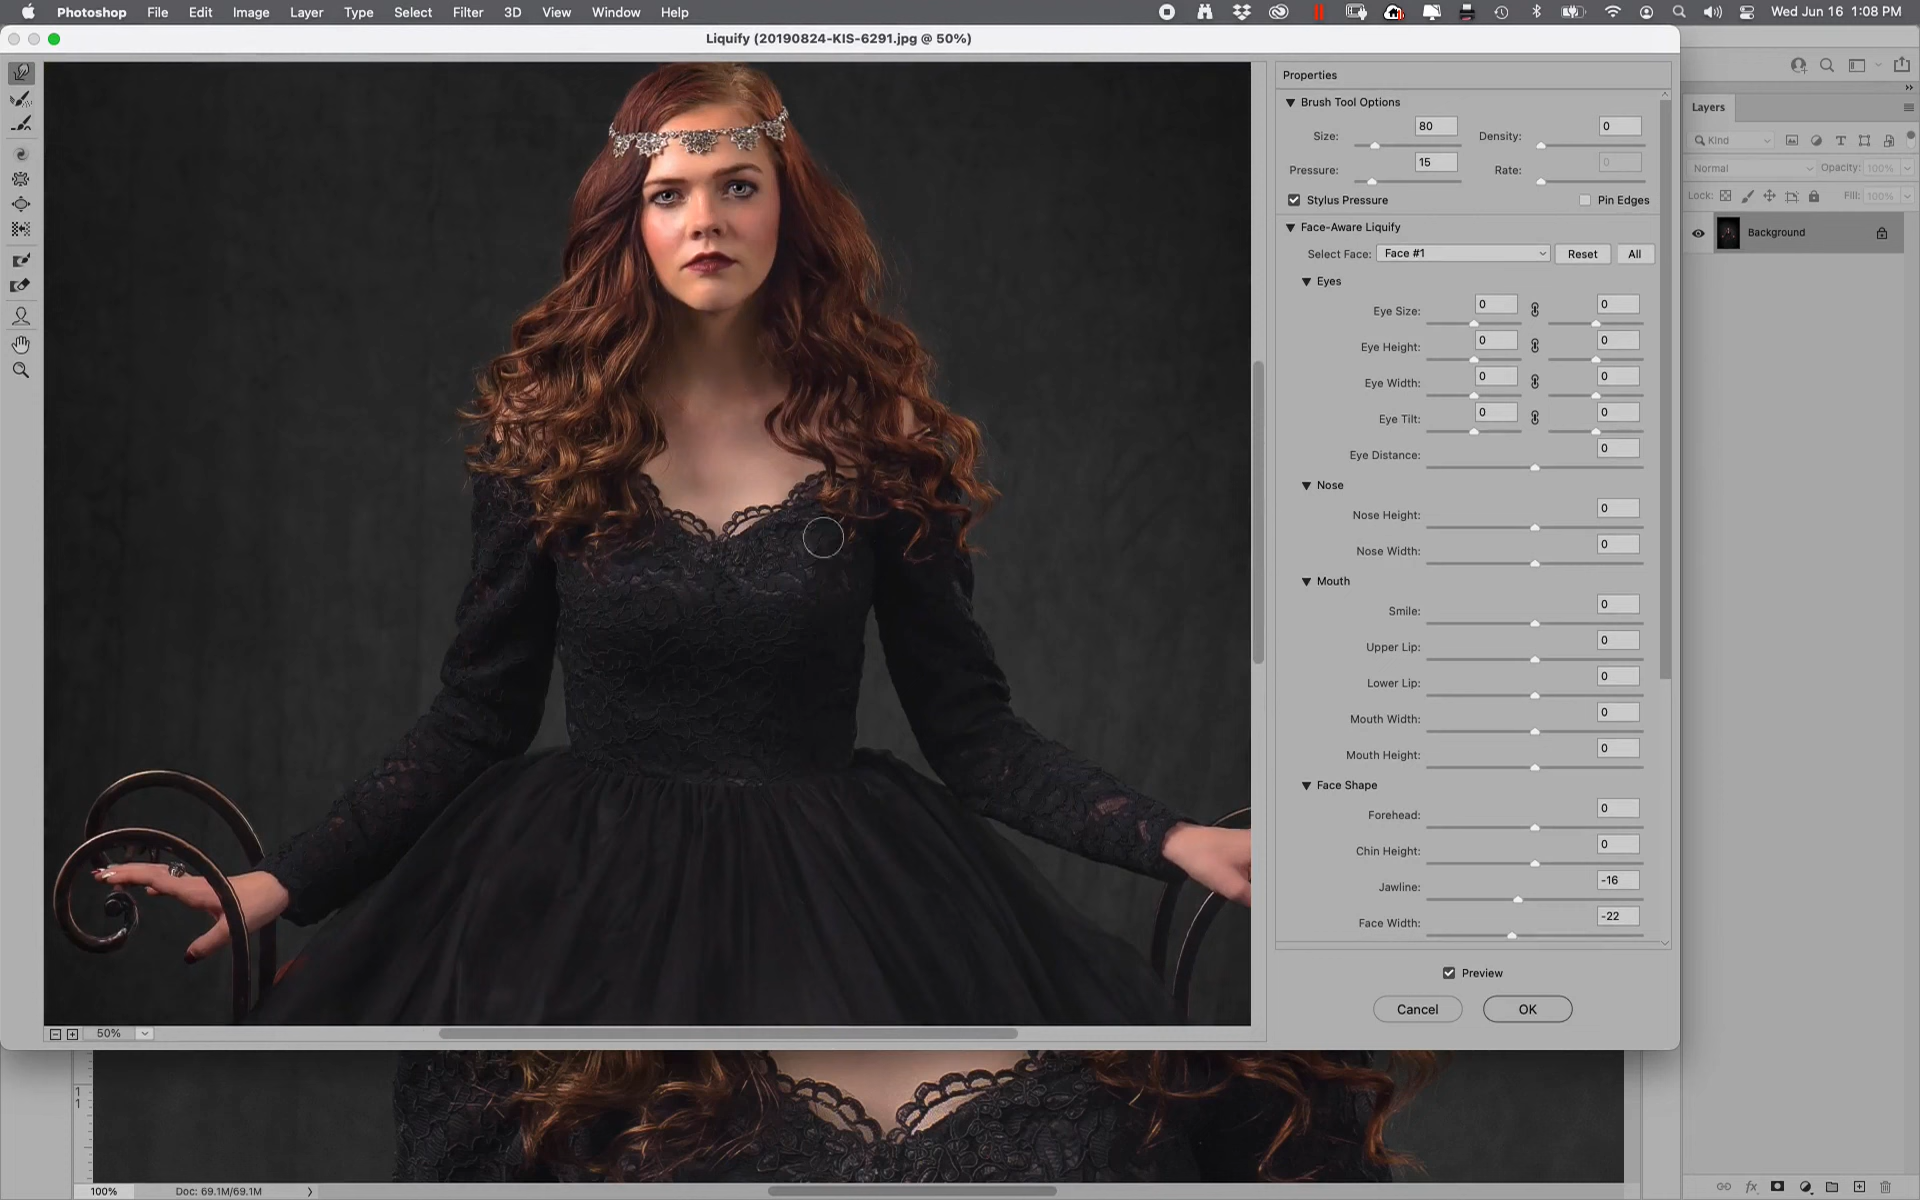 Photoshop File Edit Image Layer Type Select Filter 3D View Window Help Wed Jun 16 1:08 PM
Liquify (20190824-KIS-6291.jpg @ 50%)
Properties
Brush Tool Options
Size: 80 Density: 0
Pressure: 15 Rate: 0
Stylus Pressure Pin Edges
Face-Aware Liquify
Select Face: Face #1 Reset All
Eyes
Eye Size: 0 0
Eye Height: 0 0
Eye Width: 0 0
Eye Tilt: 0 0
Eye Distance: 0
Nose
Nose Height: 0
Nose Width: 0
Mouth
Smile: 0
Upper Lip: 0
Lower Lip: 0
Mouth Width: 0
Mouth Height: 0
Face Shape
Forehead: 0
Chin Height: 0
Jawline: -16
Face Width: -22
Preview
Cancel OK
50%
Layers
Kind
Normal Opacity: 100%
Lock: Fill: 100%
Background
1
1
100% Doc: 69.1M/69.1M
fx